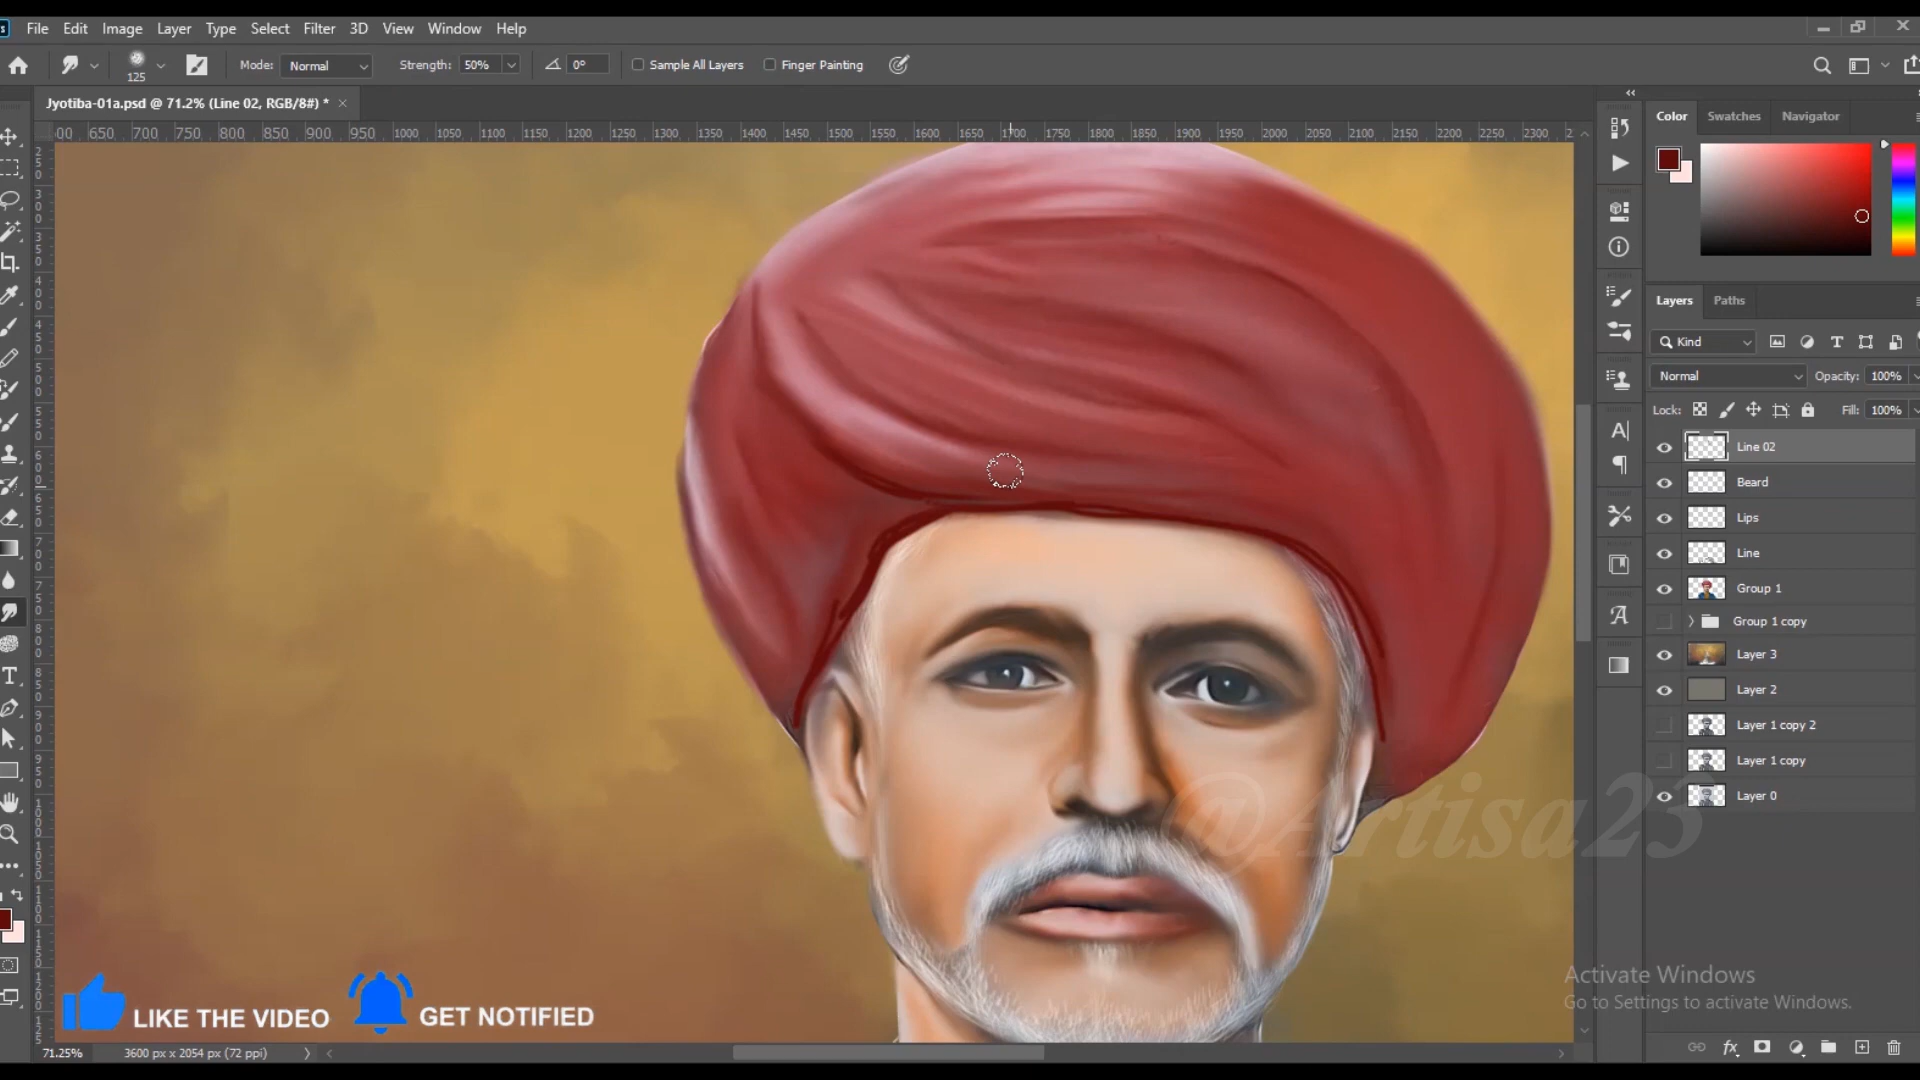 File Edit Image Layer Type Select Filter 3D View Window Help
125 Mode: Normal Strength: 50% 0° Sample All Layers Finger Painting
Jyotiba-01a.psd @ 71.2% (Line 02, RGB/8#) * ×
00 650 700 750 800 850 900 950 1000 1050 1100 1150 1200 1250 1300 1350 1400 1450 1500 1550 1600 1650 1700 1750 1800 1850 1900 1950 2000 2050 2100 2150 2200 2250 2300 2
Color Swatches Navigator
Layers Paths
Kind
Normal Opacity: 100%
Lock: Fill: 100%
Line 02
Beard
Lips
Line
Group 1
Group 1 copy
Layer 3
Layer 2
Layer 1 copy 2
Layer 1 copy
Layer 0
@Artisa23
Activate Windows
Go to Settings to activate Windows.
LIKE THE VIDEO GET NOTIFIED
71.25% 3600 px x 2054 px (72 ppi)